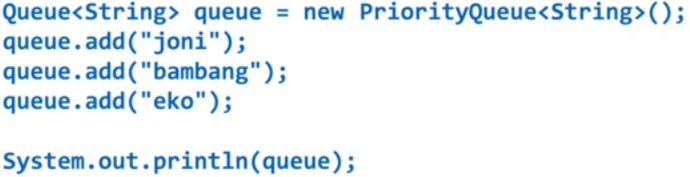 Queue<String> queue = new PriorityQueue<String>();
queue.add("joni");
queue.add("bambang");
queue.add("eko");
System.out.println(queue);